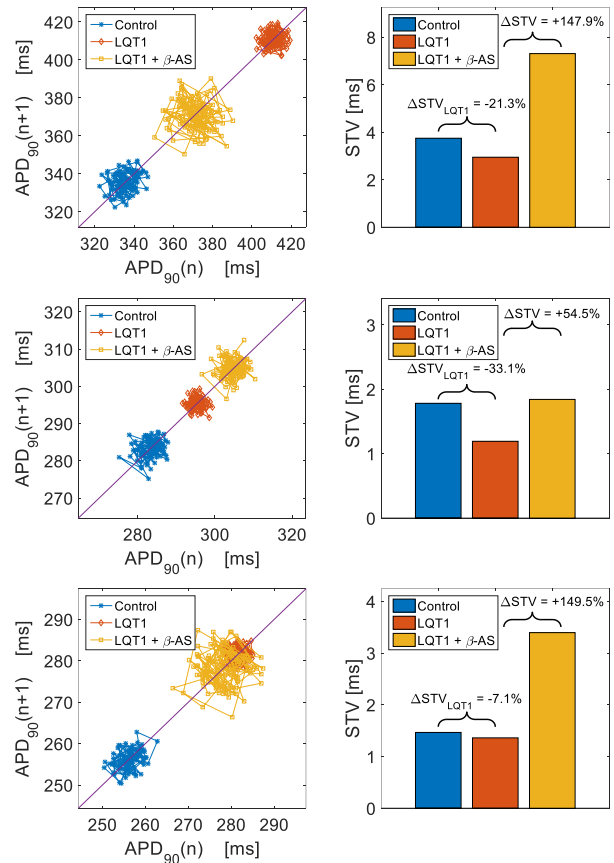 420
400
380
360
340
320
APD90(n+1) [ms]
Control
LQT1
LQT1 + β-AS
320 340 360 380 400 420
APD90(n) [ms]
8
6
4
2
0
STV [ms]
Control
LQT1
LQT1 + β-AS
ΔSTV = +147.9%
ΔSTVLQT1 = -21.3%
320
310
300
290
280
270
APD90(n+1) [ms]
Control
LQT1
LQT1 + β-AS
280 300 320
APD90(n) [ms]
3
2
1
0
STV [ms]
Control
LQT1
LQT1 + β-AS
ΔSTV = +54.5%
ΔSTVLQT1 = -33.1%
290
280
270
260
250
APD90(n+1) [ms]
Control
LQT1
LQT1 + β-AS
250 260 270 280 290
APD90(n) [ms]
4
3
2
1
0
STV [ms]
Control
LQT1
LQT1 + β-AS
ΔSTV = +149.5%
ΔSTVLQT1 = -7.1%